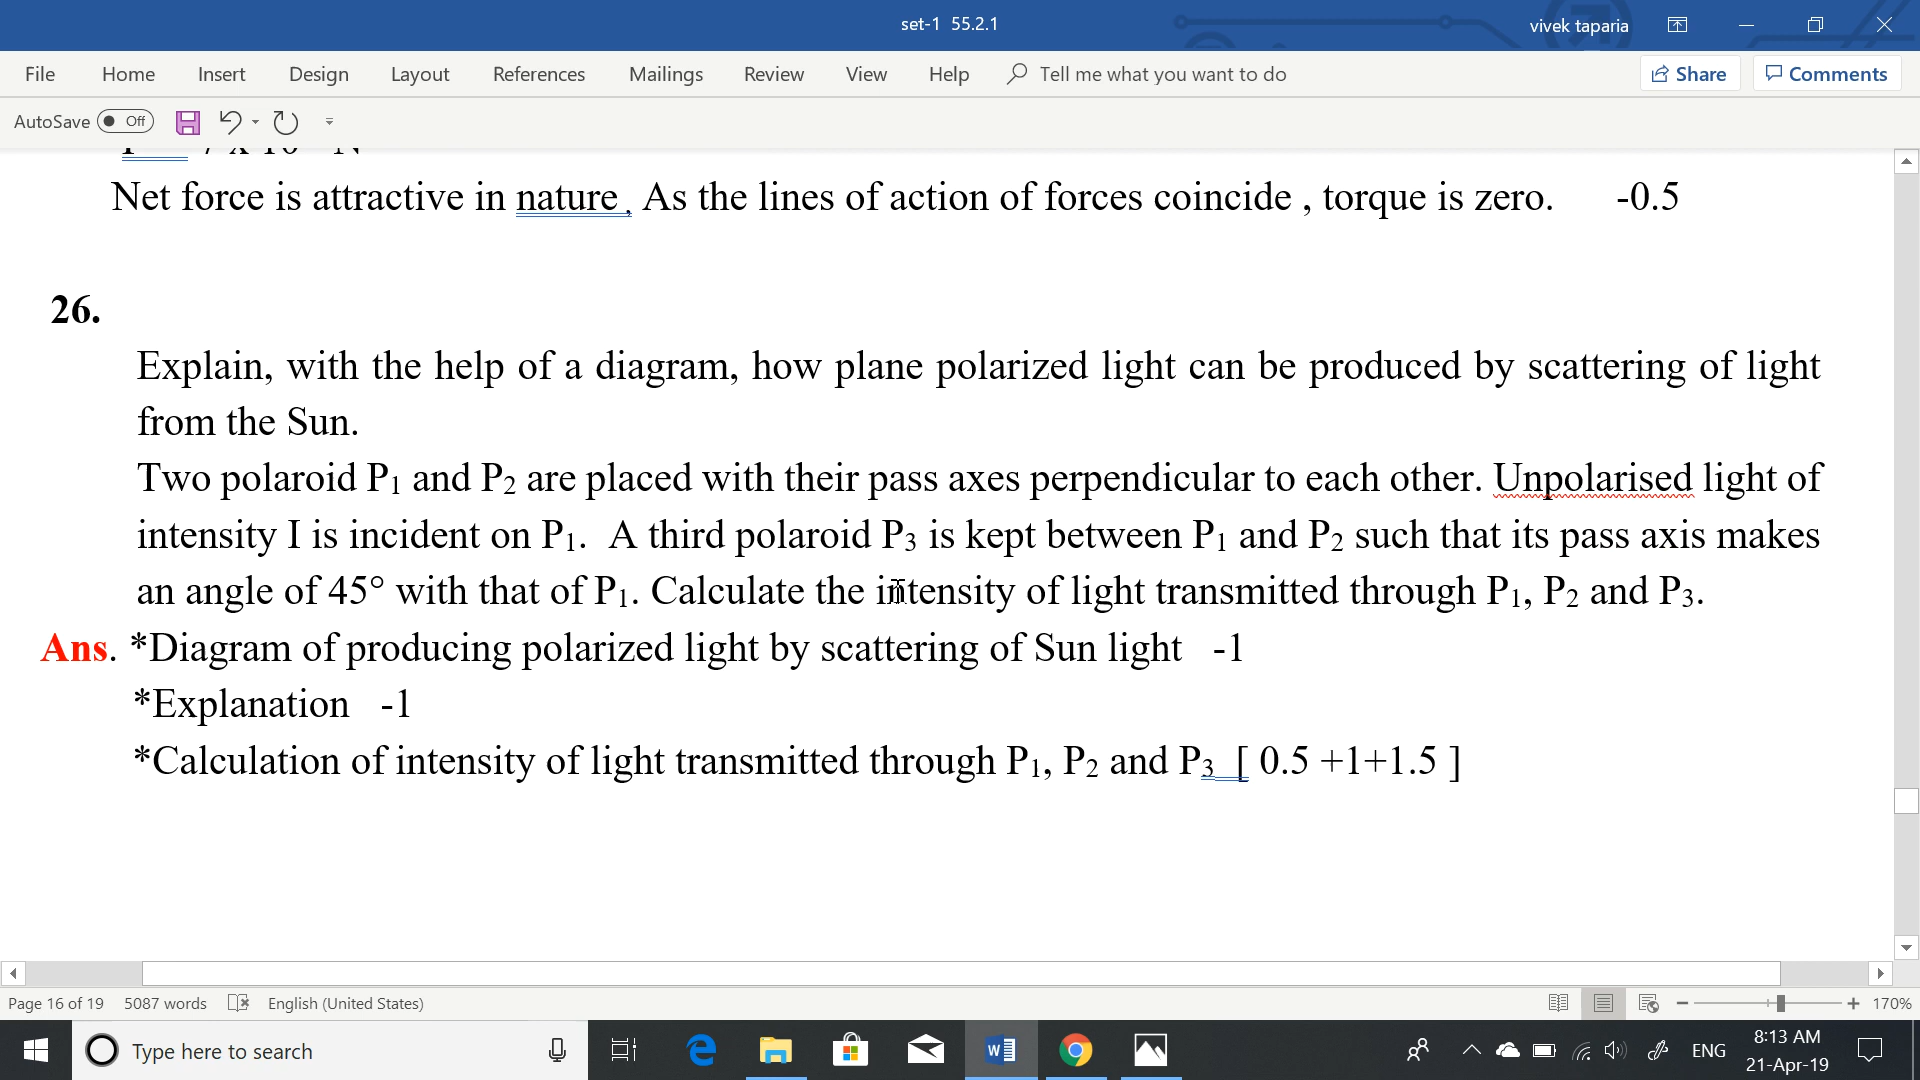 set-1 55.2.1
vivek taparia
File Home Insert Design Layout References Mailings Review View Help Tell me what you want to do Share Comments
AutoSave Off
Net force is attractive in nature , As the lines of action of forces coincide , torque is zero. -0.5
26.
Explain, with the help of a diagram, how plane polarized light can be produced by scattering of light
from the Sun.
Two polaroid P₁ and P₂ are placed with their pass axes perpendicular to each other. Unpolarised light of
intensity I is incident on P₁. A third polaroid P₃ is kept between P₁ and P₂ such that its pass axis makes
an angle of 45° with that of P₁. Calculate the intensity of light transmitted through P₁, P₂ and P₃.
Ans. *Diagram of producing polarized light by scattering of Sun light -1
*Explanation -1
*Calculation of intensity of light transmitted through P₁, P₂ and P₃ [ 0.5 +1+1.5 ]
Page 16 of 19 5087 words English (United States) 170%
Type here to search ENG 8:13 AM
21-Apr-19